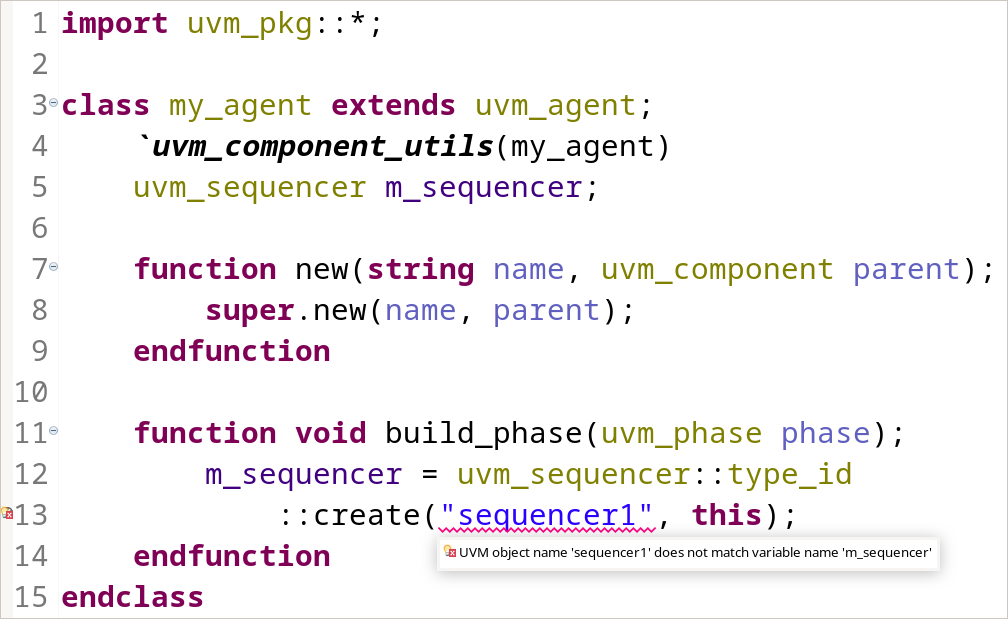 1 import uvm_pkg::*;
2
3 class my_agent extends uvm_agent;
4 `uvm_component_utils(my_agent)
5 uvm_sequencer m_sequencer;
6
7 function new(string name, uvm_component parent);
8 super.new(name, parent);
9 endfunction
10
11 function void build_phase(uvm_phase phase);
12 m_sequencer = uvm_sequencer::type_id
13 ::create("sequencer1", this);
UVM object name 'sequencer1' does not match variable name 'm_sequencer'
14 endfunction
15 endclass